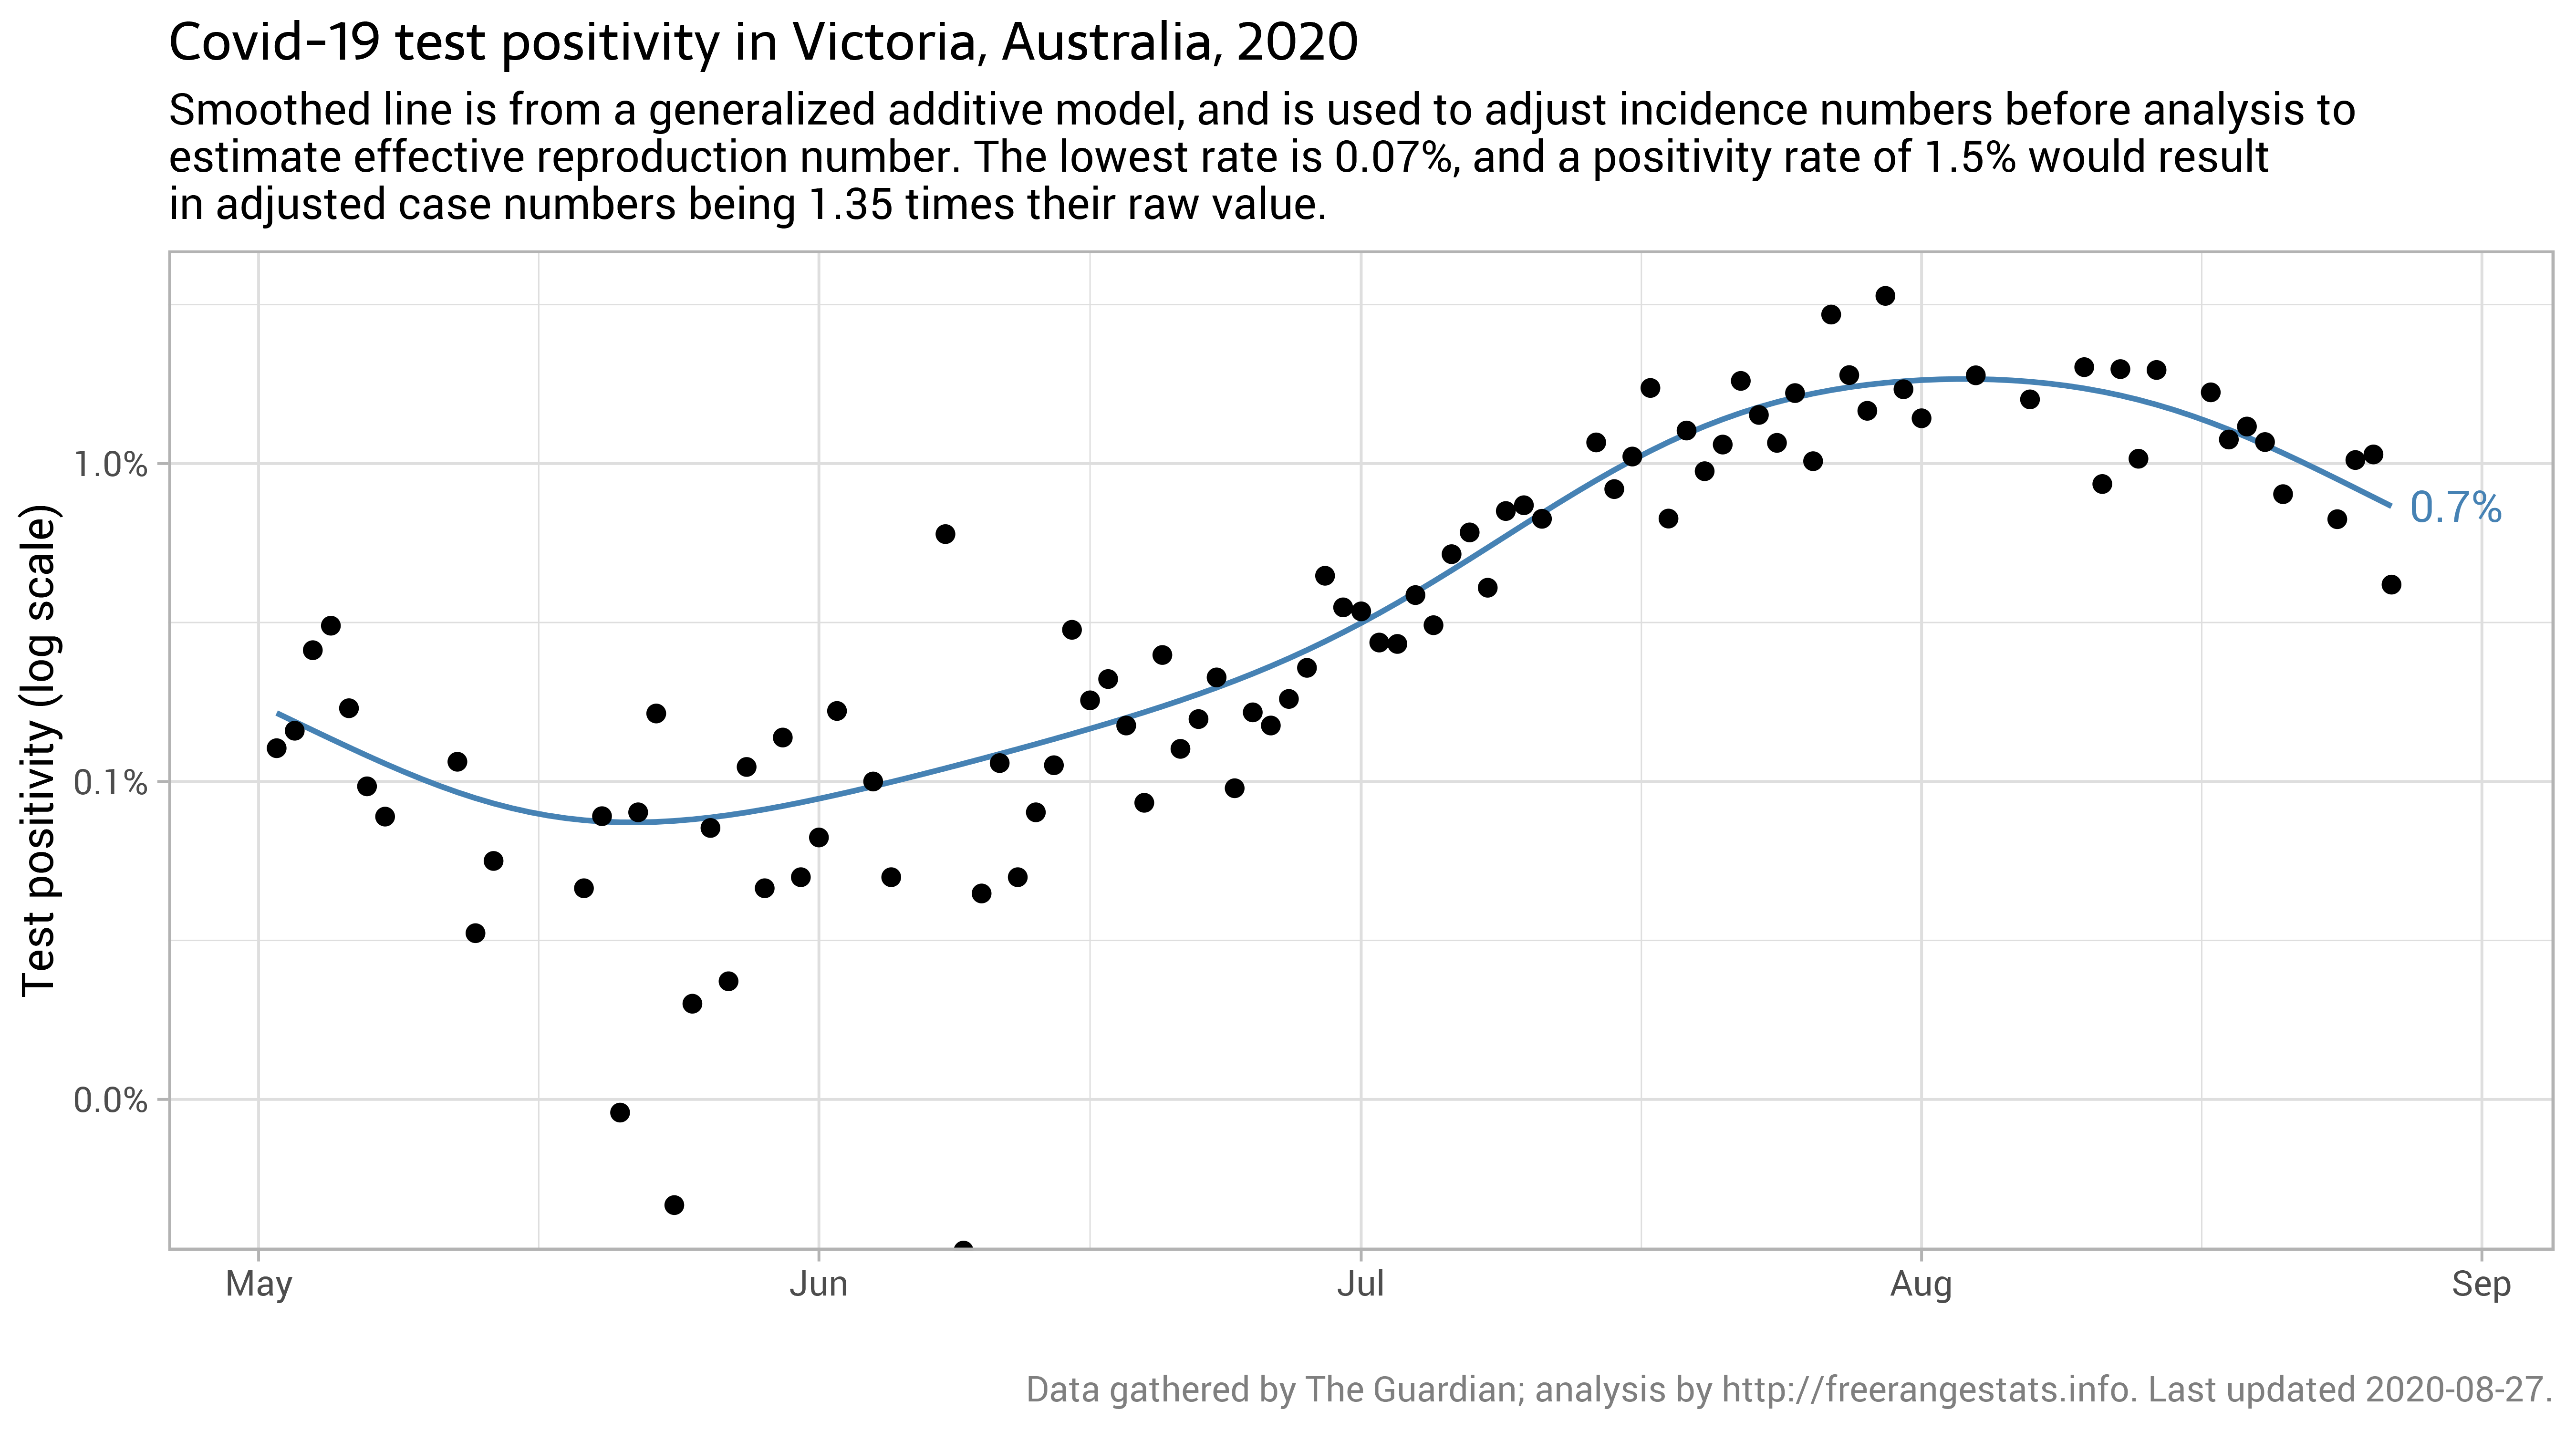 Covid-19 test positivity in Victoria, Australia, 2020
Smoothed line is from a generalized additive model, and is used to adjust incidence numbers before analysis to
estimate effective reproduction number. The lowest rate is 0.07%, and a positivity rate of 1.5% would result
in adjusted case numbers being 1.35 times their raw value.
Test positivity (log scale)
1.0%
0.1%
0.0%
0.7%
May
Jun
Jul
Aug
Sep
Data gathered by The Guardian; analysis by http://freerangestats.info. Last updated 2020-08-27.